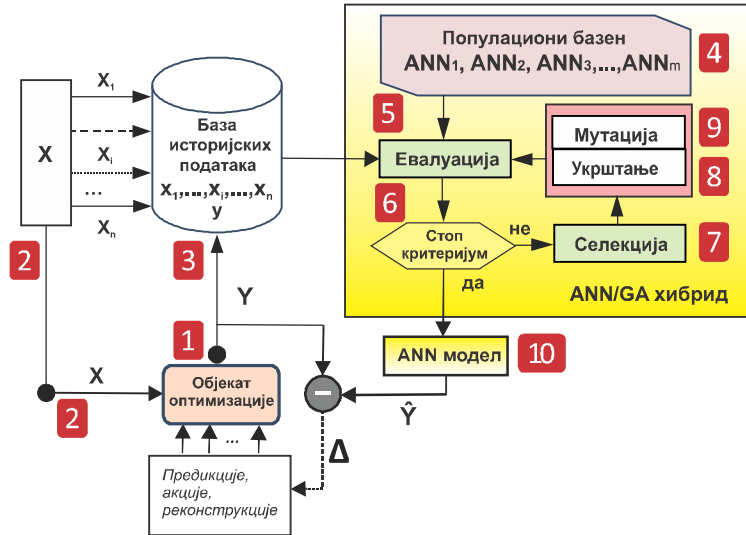 Популациони базен
ANN₁, ANN₂, ANN₃,...,ANNₘ
4
5
X₁
X
Xᵢ
...
Xₙ
База
историјских
података
x₁,...,xᵢ,...,xₙ
y
Евалуација
Мутација
9
Укрштање
8
6
Стоп
критеријум
не
Селекција
7
да
ANN/GA хибрид
2
3
Y
1
ANN модел
10
X
2
Објекат
оптимизације
−
Ŷ
...
Δ
Предикције,
акције,
реконструкције